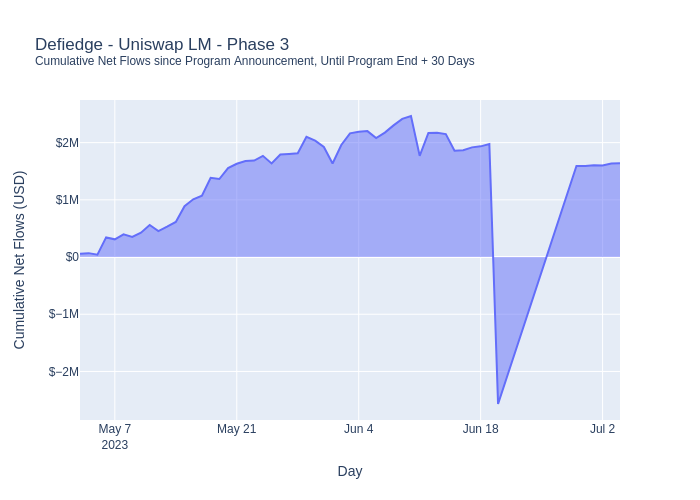 Defiedge - Uniswap LM - Phase 3
Cumulative Net Flows since Program Announcement, Until Program End + 30 Days
Cumulative Net Flows (USD)
$2M
$1M
$0
$−1M
$−2M
May 7
2023
May 21
Jun 4
Jun 18
Jul 2
Day